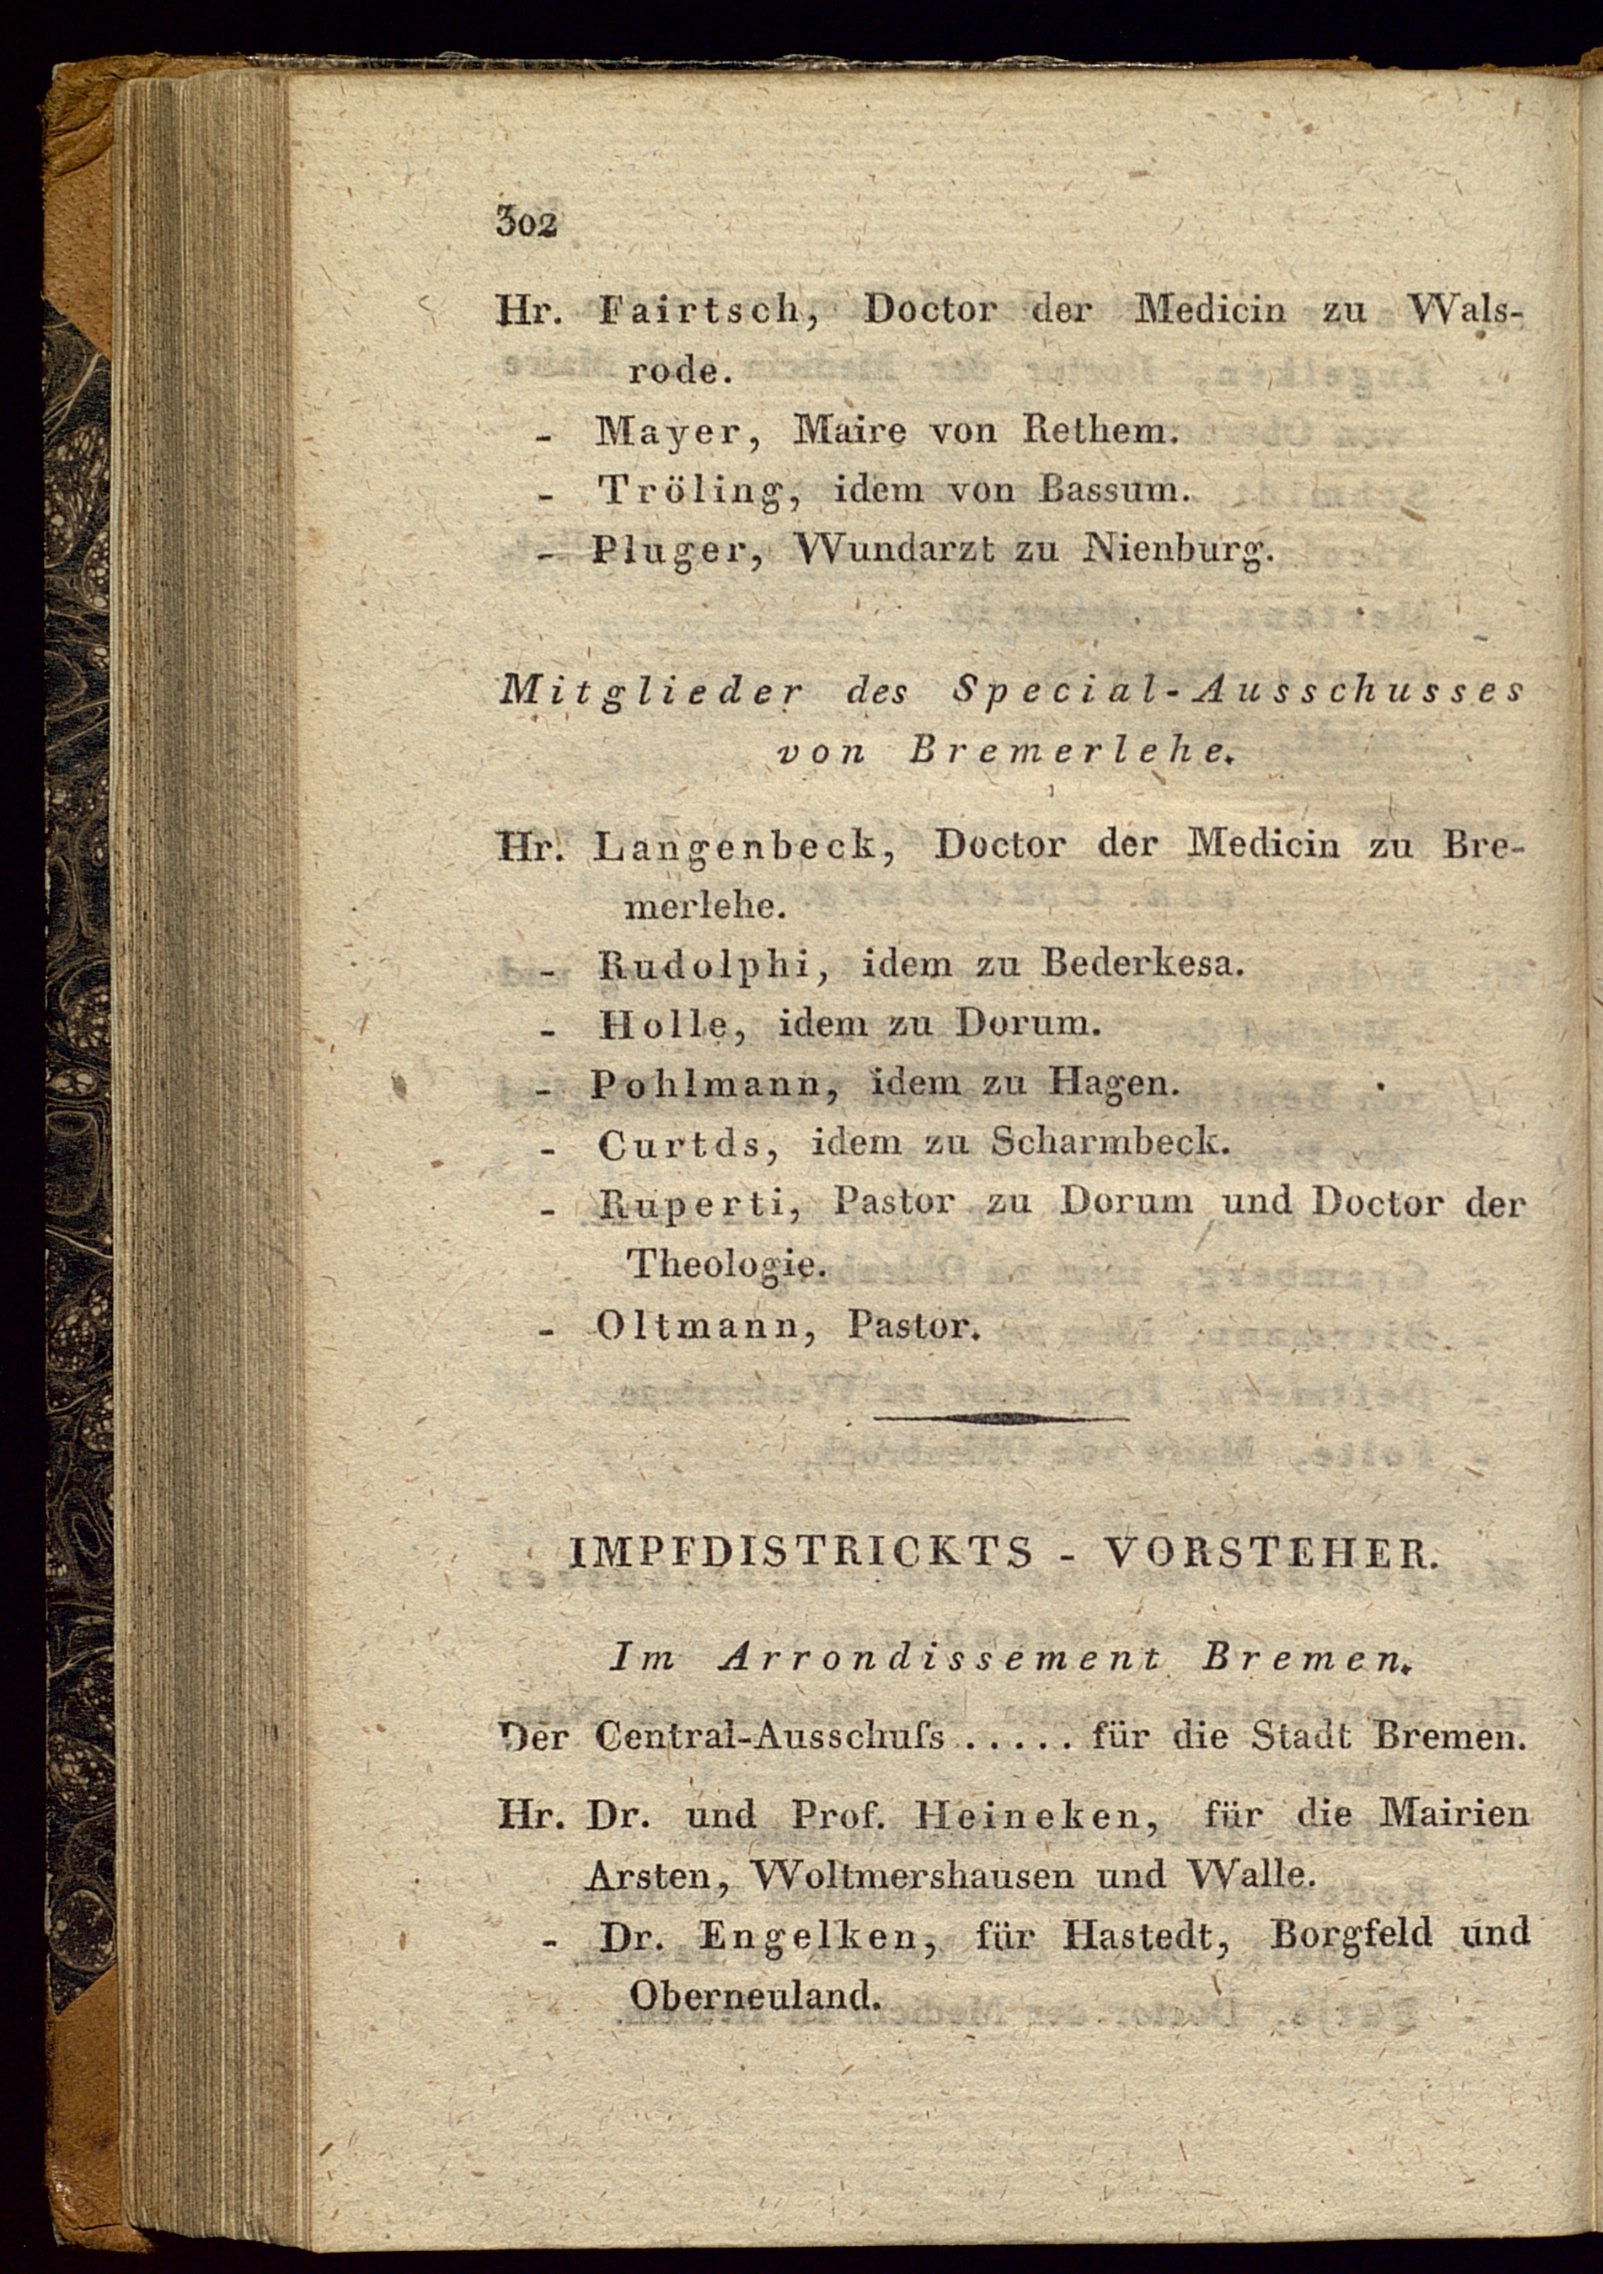 302
Hr. Fairtsch, Doctor der Medicin zu Wals-
rode.
- Mayer, Maire von Rethem.
- Tröling, idem von Bassum.
- Pluger, Wundarzt zu Nienburg.
Mitglieder des Special-Ausschusses
von Bremerlehe.
Hr. Langenbeck, Doctor der Medicin zu Bre-
merlehe.
- Rudolphi, idem zu Bederkesa.
- Holle, idem zu Dorum.
- Pohlmann, idem zu Hagen.
- Curtds, idem zu Scharmbeck.
- Ruperti, Pastor zu Dorum und Doctor der
Theologie.
- Oltmann, Pastor.
IMPFDISTRICKTS - VORSTEHER.
Im Arrondissement Bremen.
Der Central-Ausschuſs ..... für die Stadt Bremen.
Hr. Dr. und Prof. Heineken, für die Mairien
Arsten, Woltmershausen und Walle.
- Dr. Engelken, für Hastedt, Borgfeld und
Oberneuland.